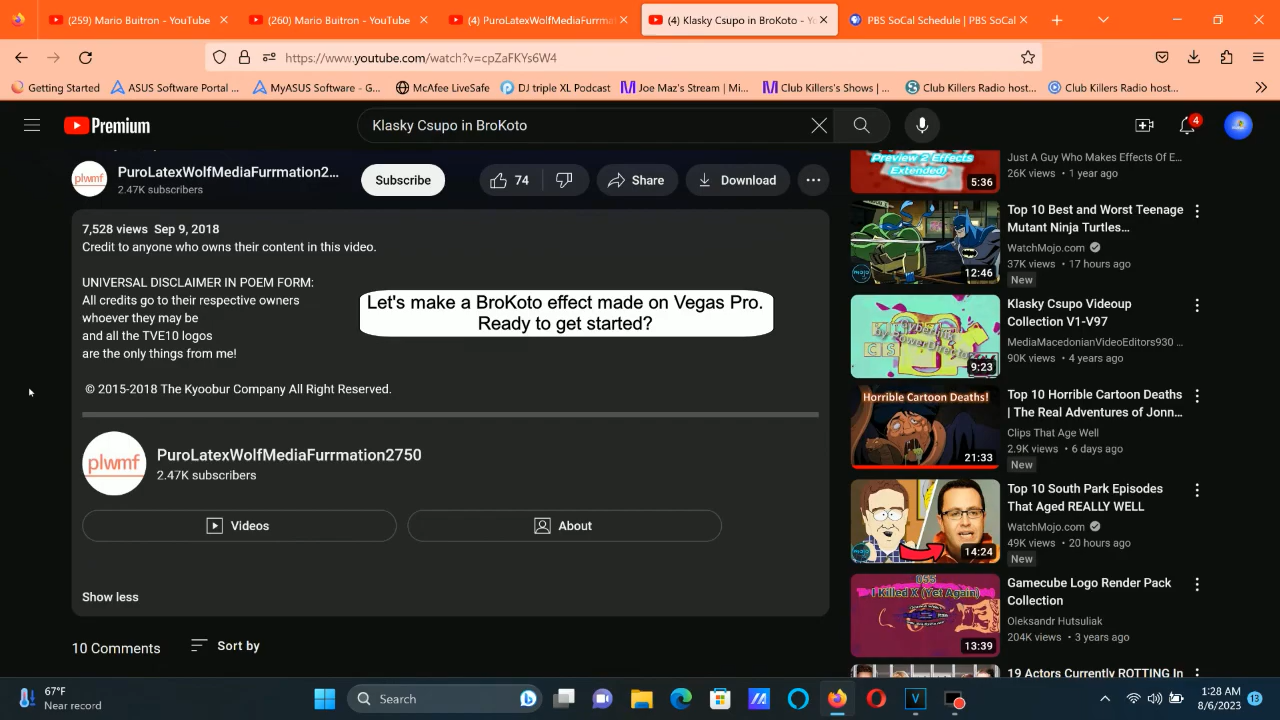 (259) Mario Buitron - YouTube
(260) Mario Buitron - YouTube
(4) PuroLatexWolfMediaFurrmat
(4) Klasky Csupo in BroKoto - Yo
PBS SoCal Schedule | PBS SoCal
https://www.youtube.com/watch?v=cpZaFKYs6W4
Getting Started
ASUS Software Portal ...
MyASUS Software - G...
McAfee LiveSafe
DJ triple XL Podcast
Joe Maz's Stream | Mi...
Club Killers's Shows | ...
Club Killers Radio host...
Club Killers Radio host...
Premium
Klasky Csupo in BroKoto
4
plwmf
PuroLatexWolfMediaFurrmation2...
2.47K subscribers
Subscribe
74
Share
Download
7,528 views Sep 9, 2018
Credit to anyone who owns their content in this video.
UNIVERSAL DISCLAIMER IN POEM FORM:
All credits go to their respective owners
whoever they may be
and all the TVE10 logos
are the only things from me!
© 2015-2018 The Kyoobur Company All Right Reserved.
Let's make a BroKoto effect made on Vegas Pro.
Ready to get started?
plwmf
PuroLatexWolfMediaFurrmation2750
2.47K subscribers
Videos
About
Show less
10 Comments
Sort by
Preview 2 Effects
Extended!
5:36
Just A Guy Who Makes Effects Of E...
26K views • 1 year ago
mojo
12:46
Top 10 Best and Worst Teenage
Mutant Ninja Turtles...
WatchMojo.com
37K views • 17 hours ago
New
9:23
Klasky Csupo Videoup
Collection V1-V97
MediaMacedonianVideoEditors930 ...
90K views • 4 years ago
Horrible Cartoon Deaths!
21:33
Top 10 Horrible Cartoon Deaths
| The Real Adventures of Jonn...
Clips That Age Well
2.9K views • 6 days ago
New
mojo
14:24
Top 10 South Park Episodes
That Aged REALLY WELL
WatchMojo.com
49K views • 20 hours ago
New
I Killed X (Yet Again)
13:39
Gamecube Logo Render Pack
Collection
Oleksandr Hutsuliak
204K views • 3 years ago
19 Actors Currently ROTTING In
67°F
Near record
Search
1:28 AM
8/6/2023
13